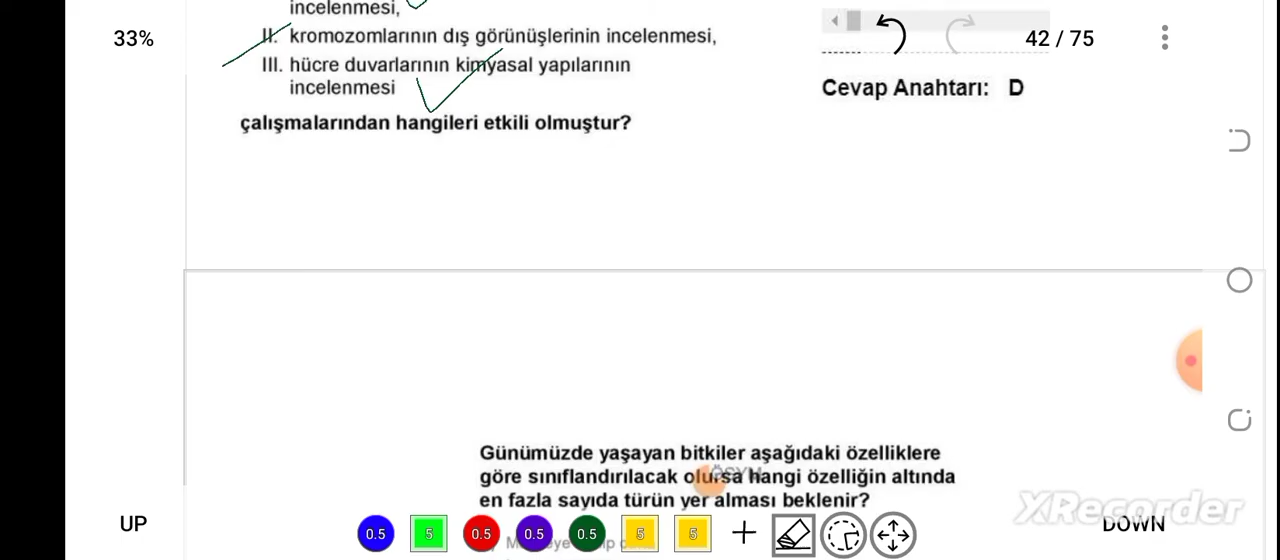 incelenmesi,
33%
II. kromozomlarının dış görünüşlerinin incelenmesi,
42 / 75
III. hücre duvarlarının kimyasal yapılarının
incelenmesi
Cevap Anahtarı: D
çalışmalarından hangileri etkili olmuştur?
Günümüzde yaşayan bitkiler aşağıdaki özelliklere
göre sınıflandırılacak olursa hangi özelliğin altında
ÖSYM
en fazla sayıda türün yer alması beklenir?
UP
0.5
5
0.5
0.5
0.5
5
5
XRecorder
DOWN